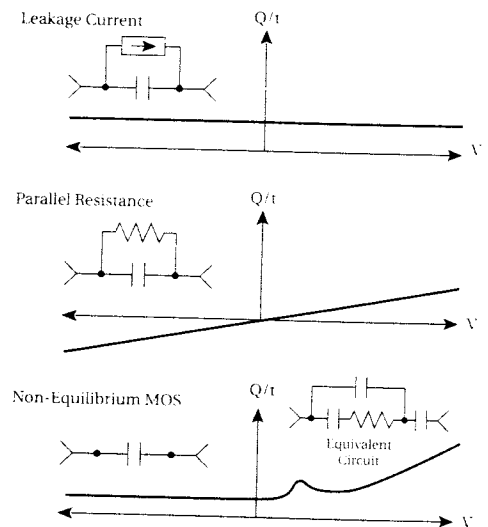 Leakage Current
Q/t
V
Parallel Resistance
Q/t
V
Non-Equilibrium MOS
Q/t
Equivalent
Circuit
V